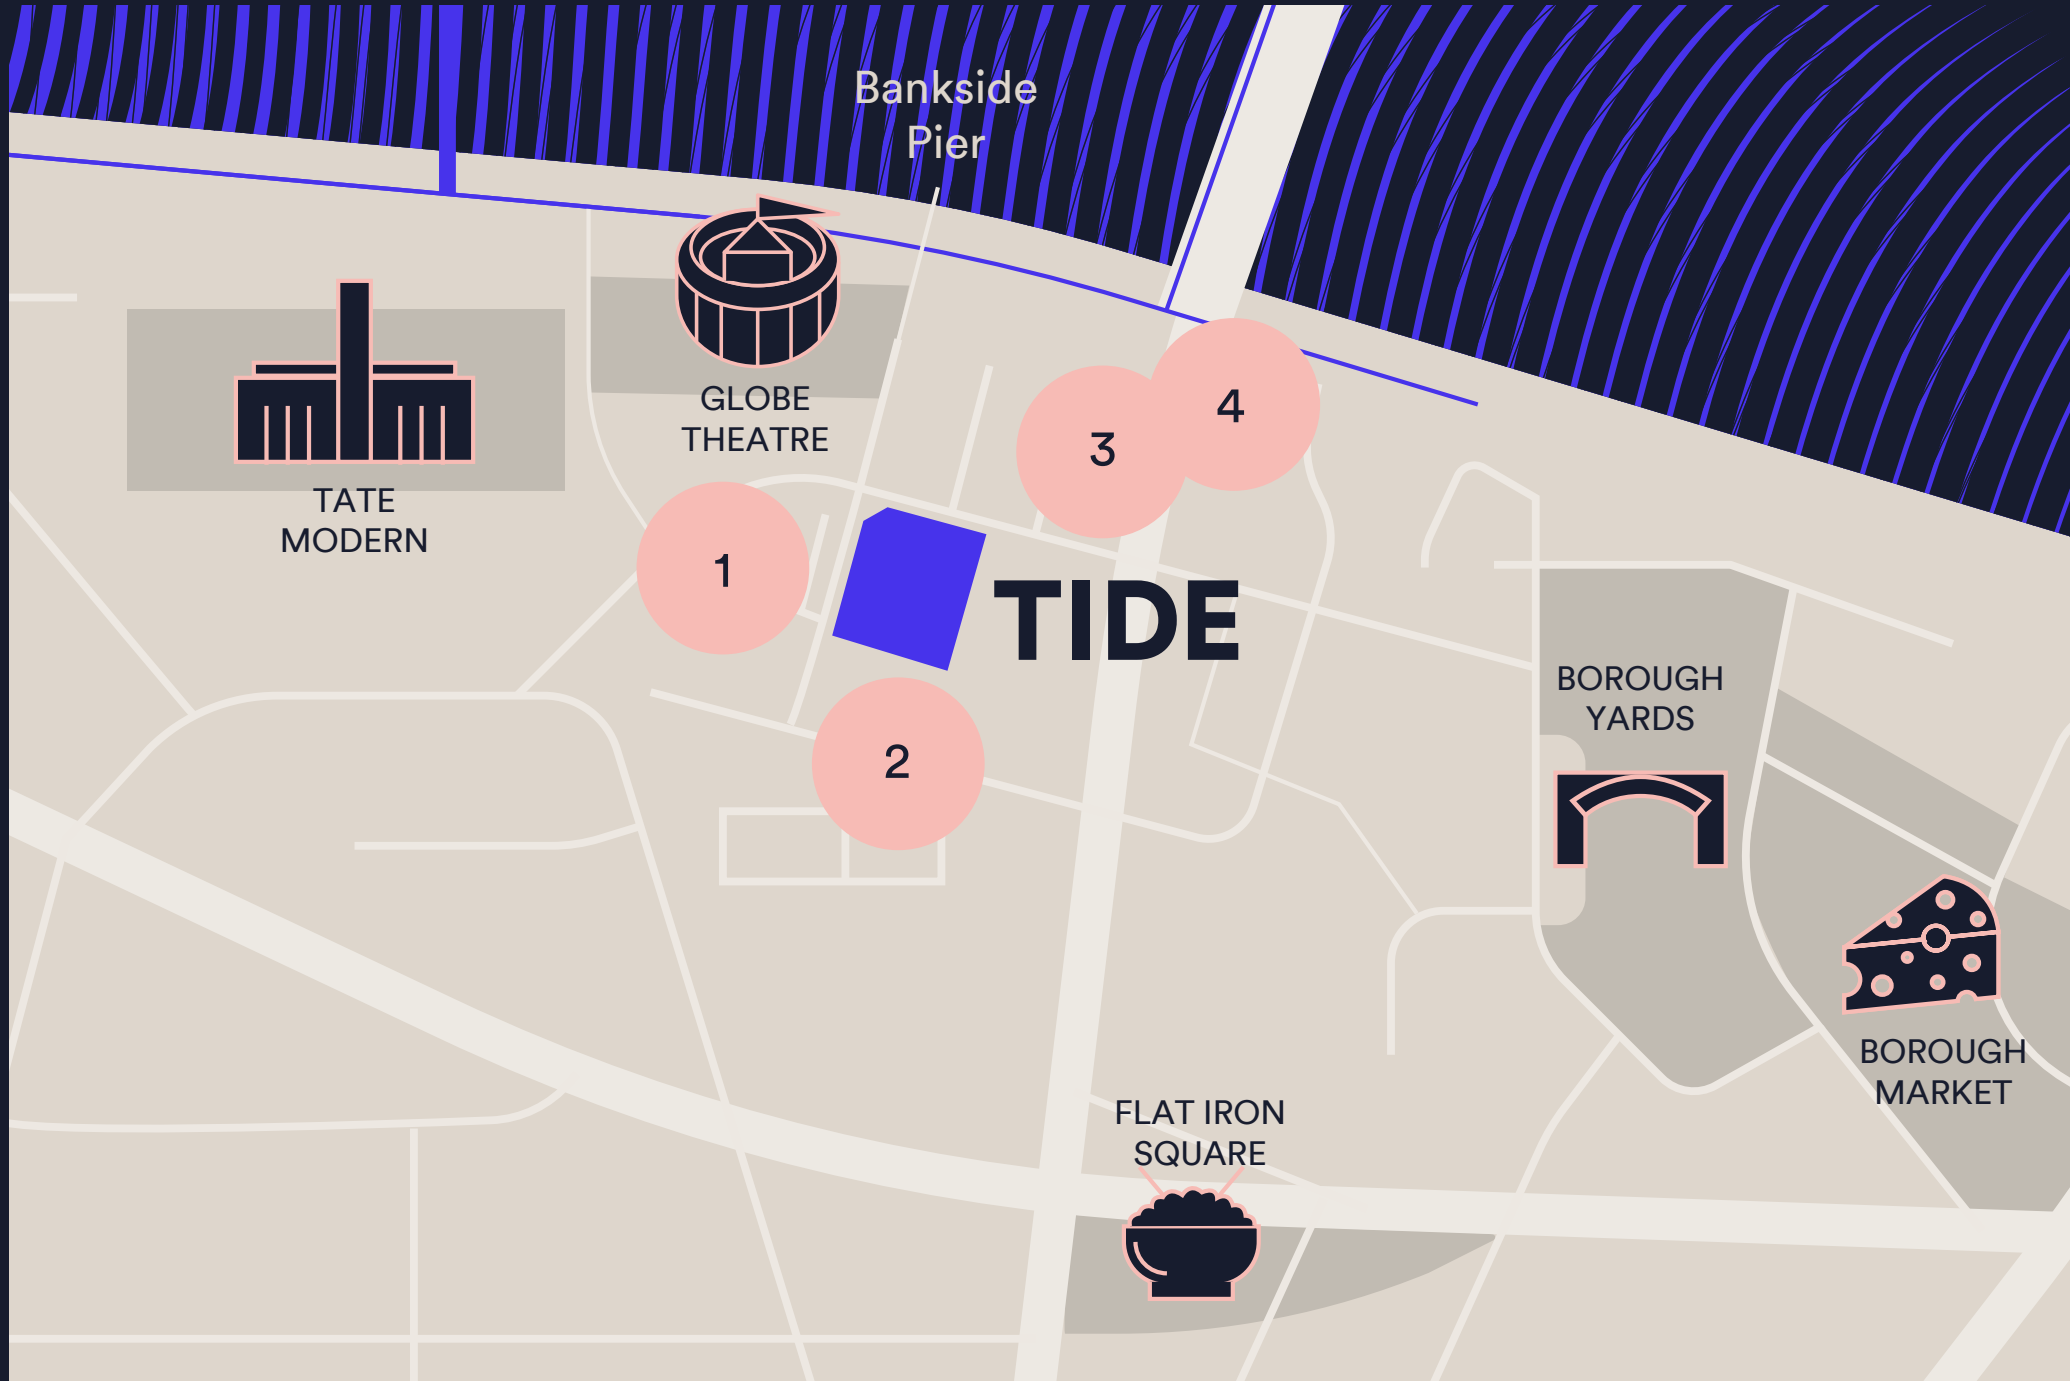 Bankside
Pier
GLOBE
THEATRE
TATE
MODERN
4
3
1
TIDE
2
BOROUGH
YARDS
BOROUGH
MARKET
FLAT IRON
SQUARE